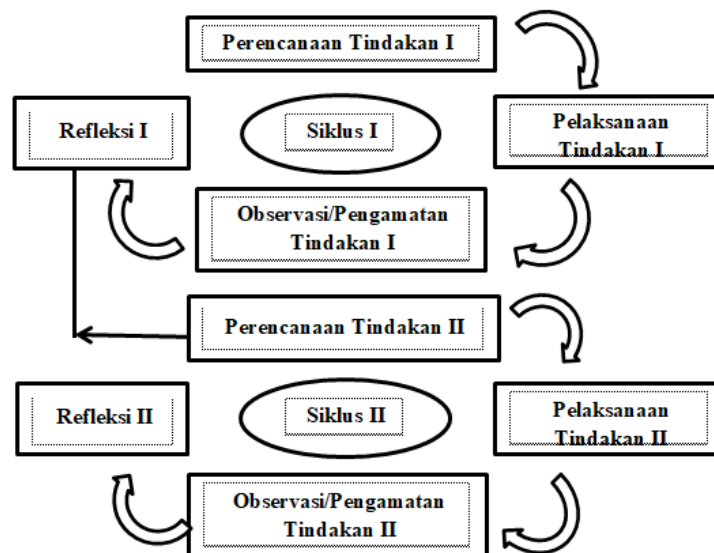 Perencanaan Tindakan I
Refleksi I
Siklus I
Pelaksanaan
Tindakan I
Observasi/Pengamatan
Tindakan I
Perencanaan Tindakan II
Refleksi II
Siklus II
Pelaksanaan
Tindakan II
Observasi/Pengamatan
Tindakan II